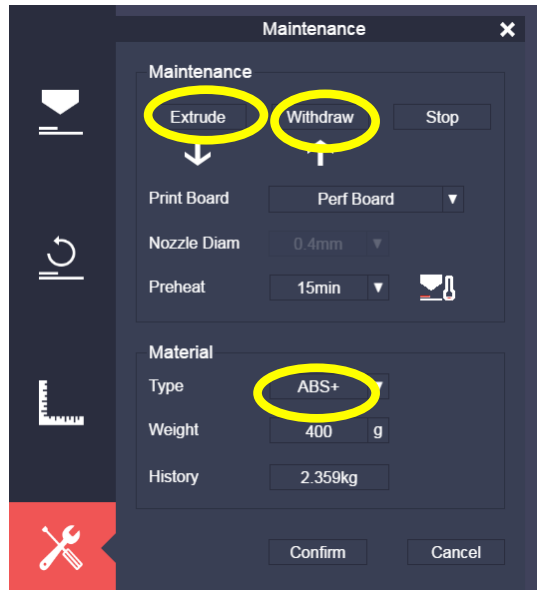 Maintenance
Maintenance
Extrude Withdraw Stop
Print Board Perf Board
Nozzle Diam 0.4mm
Preheat 15min
Material
Type ABS+
Weight 400 g
History 2.359kg
Confirm Cancel